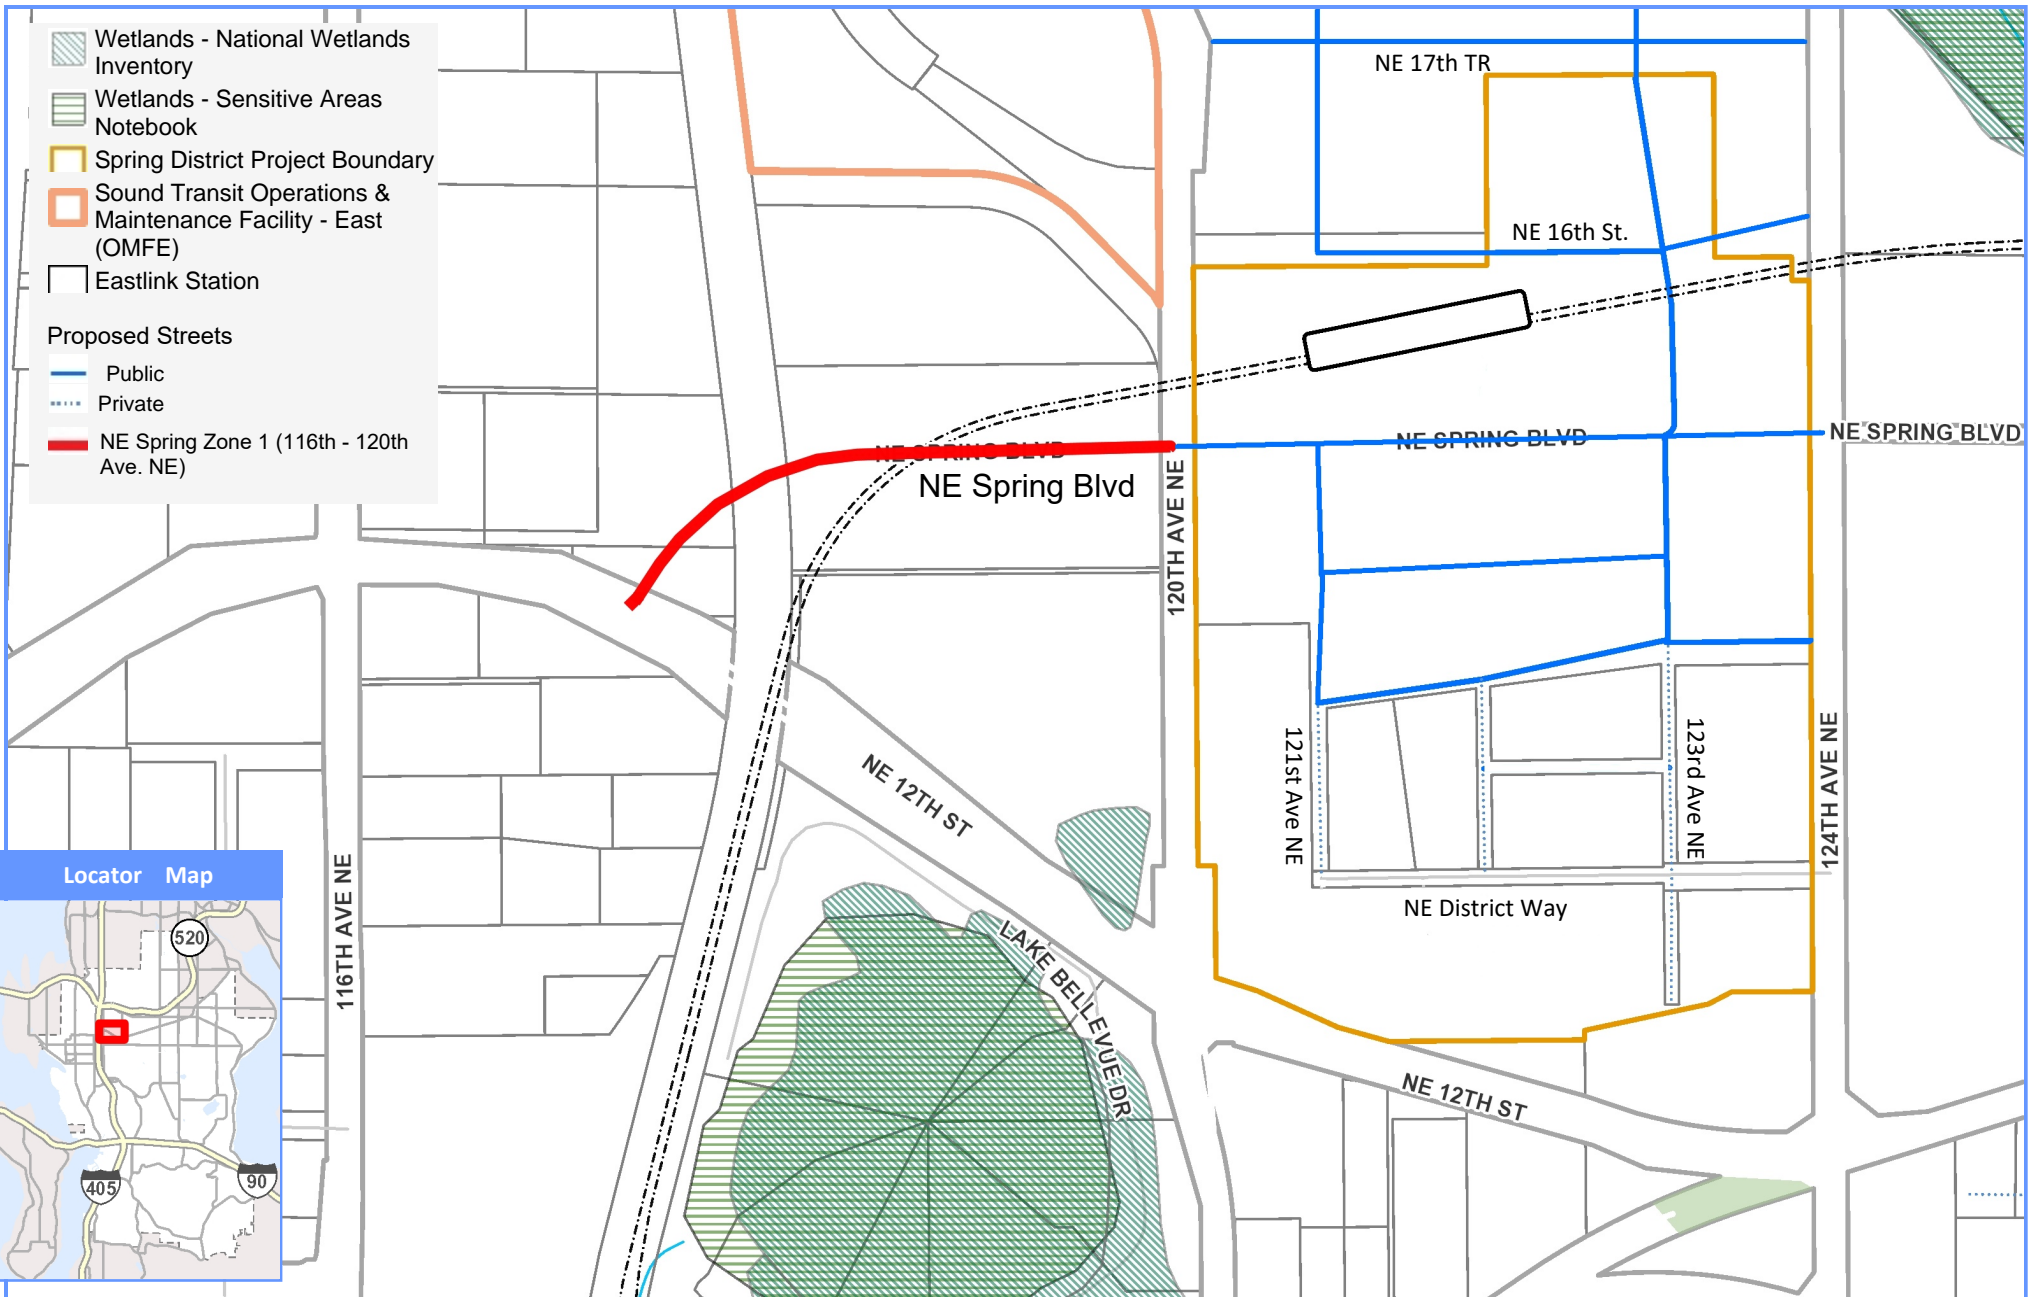 Wetlands - National Wetlands
Inventory
Wetlands - Sensitive Areas
Notebook
Spring District Project Boundary
Sound Transit Operations &
Maintenance Facility - East
(OMFE)
Eastlink Station
Proposed Streets
Public
Private
NE Spring Zone 1 (116th - 120th
Ave. NE)
NE 17th TR
NE 16th St.
NE SPRING BLVD
NE SPRING BLVD
NE SPRING BLVD
NE Spring Blvd
120TH AVE NE
121st Ave NE
123rd Ave NE
124TH AVE NE
NE 12TH ST
NE District Way
116TH AVE NE
LAKE BELLEVUE DR
NE 12TH ST
Locator Map
520
405
90